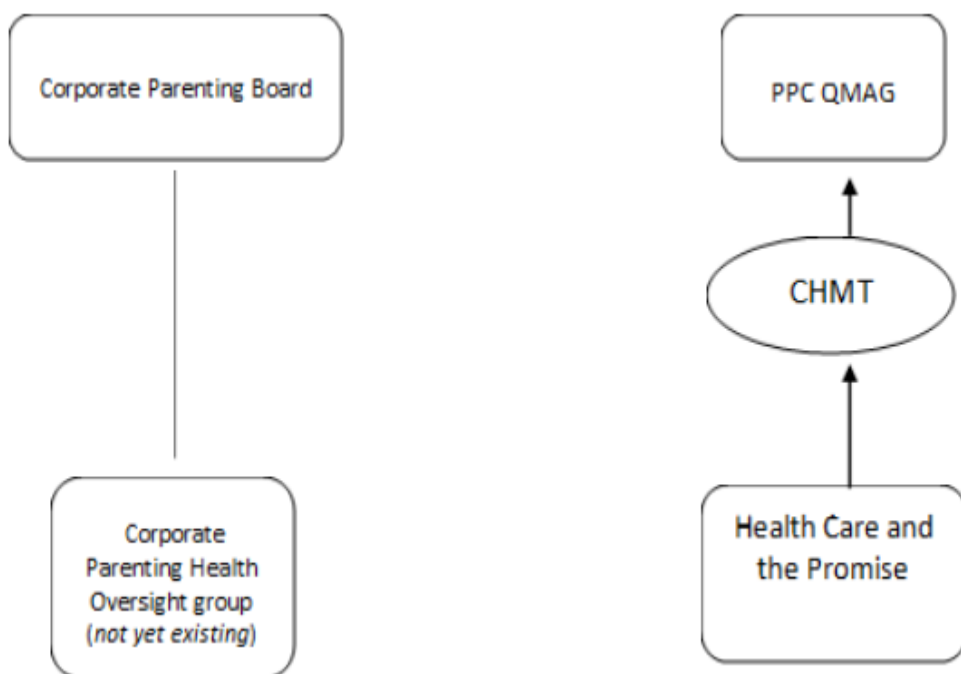 Corporate Parenting Board
PPC QMAG
CHMT
Corporate
Parenting Health
Oversight group
(not yet existing)
Health Care and
the Promise